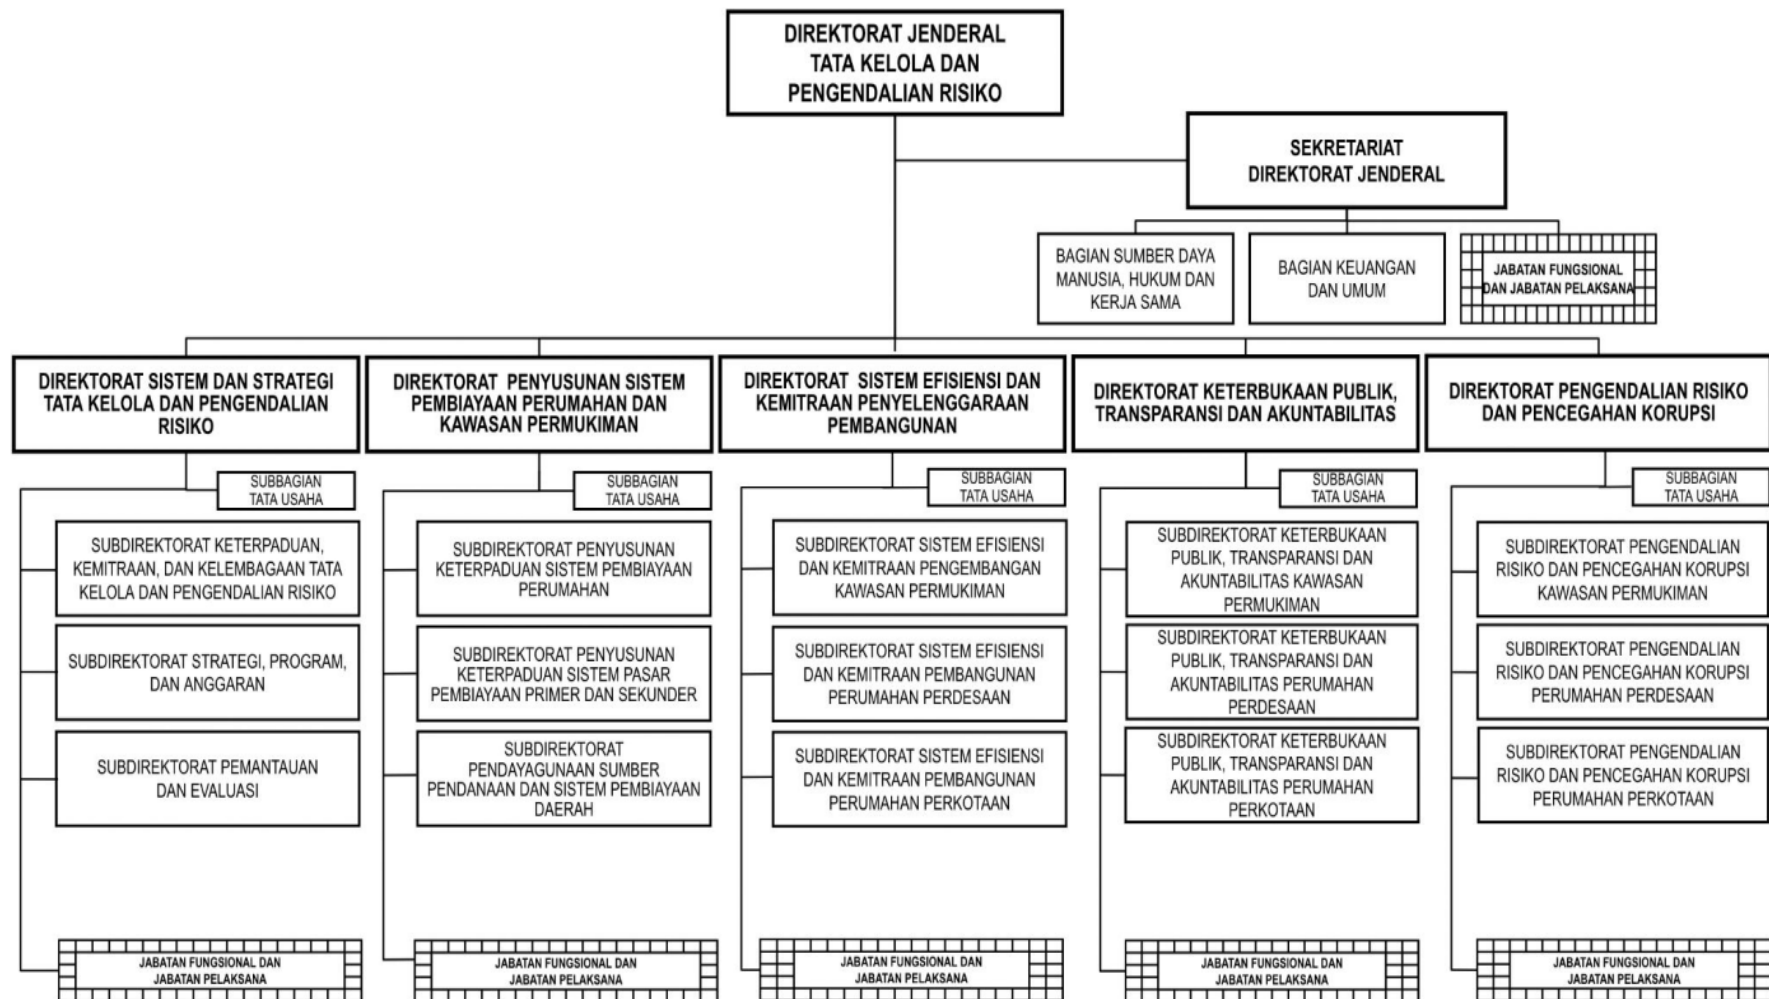 DIREKTORAT JENDERAL
TATA KELOLA DAN
PENGENDALIAN RISIKO
SEKRETARIAT
DIREKTORAT JENDERAL
BAGIAN SUMBER DAYA
MANUSIA, HUKUM DAN
KERJA SAMA
BAGIAN KEUANGAN
DAN UMUM
JABATAN FUNGSIONAL
DAN JABATAN PELAKSANA
DIREKTORAT SISTEM DAN STRATEGI
TATA KELOLA DAN PENGENDALIAN
RISIKO
SUBBAGIAN
TATA USAHA
SUBDIREKTORAT KETERPADUAN,
KEMITRAAN, DAN KELEMBAGAAN TATA
KELOLA DAN PENGENDALIAN RISIKO
SUBDIREKTORAT STRATEGI, PROGRAM,
DAN ANGGARAN
SUBDIREKTORAT PEMANTAUAN
DAN EVALUASI
JABATAN FUNGSIONAL DAN
JABATAN PELAKSANA
DIREKTORAT PENYUSUNAN SISTEM
PEMBIAYAAN PERUMAHAN DAN
KAWASAN PERMUKIMAN
SUBBAGIAN
TATA USAHA
SUBDIREKTORAT PENYUSUNAN
KETERPADUAN SISTEM PEMBIAYAAN
PERUMAHAN
SUBDIREKTORAT PENYUSUNAN
KETERPADUAN SISTEM PASAR
PEMBIAYAAN PRIMER DAN SEKUNDER
SUBDIREKTORAT
PENDAYAGUNAAN SUMBER
PENDANAAN DAN SISTEM PEMBIAYAAN
DAERAH
JABATAN FUNGSIONAL DAN
JABATAN PELAKSANA
DIREKTORAT SISTEM EFISIENSI DAN
KEMITRAAN PENYELENGGARAAN
PEMBANGUNAN
SUBBAGIAN
TATA USAHA
SUBDIREKTORAT SISTEM EFISIENSI
DAN KEMITRAAN PENGEMBANGAN
KAWASAN PERMUKIMAN
SUBDIREKTORAT SISTEM EFISIENSI
DAN KEMITRAAN PEMBANGUNAN
PERUMAHAN PERDESAAN
SUBDIREKTORAT SISTEM EFISIENSI
DAN KEMITRAAN PEMBANGUNAN
PERUMAHAN PERKOTAAN
JABATAN FUNGSIONAL DAN
JABATAN PELAKSANA
DIREKTORAT KETERBUKAAN PUBLIK,
TRANSPARANSI DAN AKUNTABILITAS
SUBBAGIAN
TATA USAHA
SUBDIREKTORAT KETERBUKAAN
PUBLIK, TRANSPARANSI DAN
AKUNTABILITAS KAWASAN
PERMUKIMAN
SUBDIREKTORAT KETERBUKAAN
PUBLIK, TRANSPARANSI DAN
AKUNTABILITAS PERUMAHAN
PERDESAAN
SUBDIREKTORAT KETERBUKAAN
PUBLIK, TRANSPARANSI DAN
AKUNTABILITAS PERUMAHAN
PERKOTAAN
JABATAN FUNGSIONAL DAN
JABATAN PELAKSANA
DIREKTORAT PENGENDALIAN RISIKO
DAN PENCEGAHAN KORUPSI
SUBBAGIAN
TATA USAHA
SUBDIREKTORAT PENGENDALIAN
RISIKO DAN PENCEGAHAN KORUPSI
KAWASAN PERMUKIMAN
SUBDIREKTORAT PENGENDALIAN
RISIKO DAN PENCEGAHAN KORUPSI
PERUMAHAN PERDESAAN
SUBDIREKTORAT PENGENDALIAN
RISIKO DAN PENCEGAHAN KORUPSI
PERUMAHAN PERKOTAAN
JABATAN FUNGSIONAL DAN
JABATAN PELAKSANA